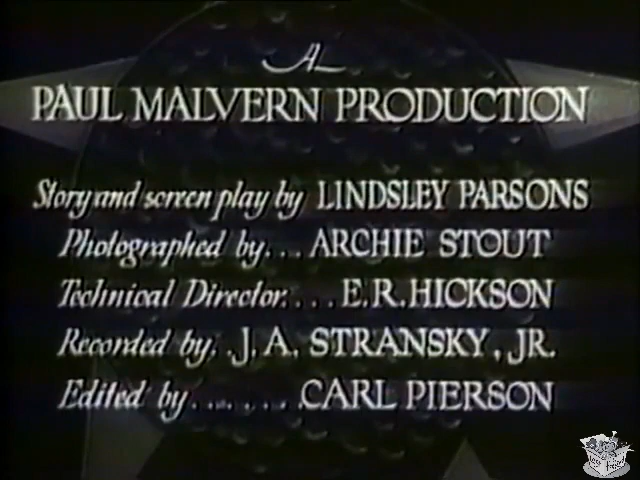 A
PAUL MALVERN PRODUCTION
Story and screen play by LINDSLEY PARSONS
Photographed by... ARCHIE STOUT
Technical Director.... E.R. HICKSON
Recorded by... J. A. STRANSKY, JR.
Edited by........ CARL PIERSON